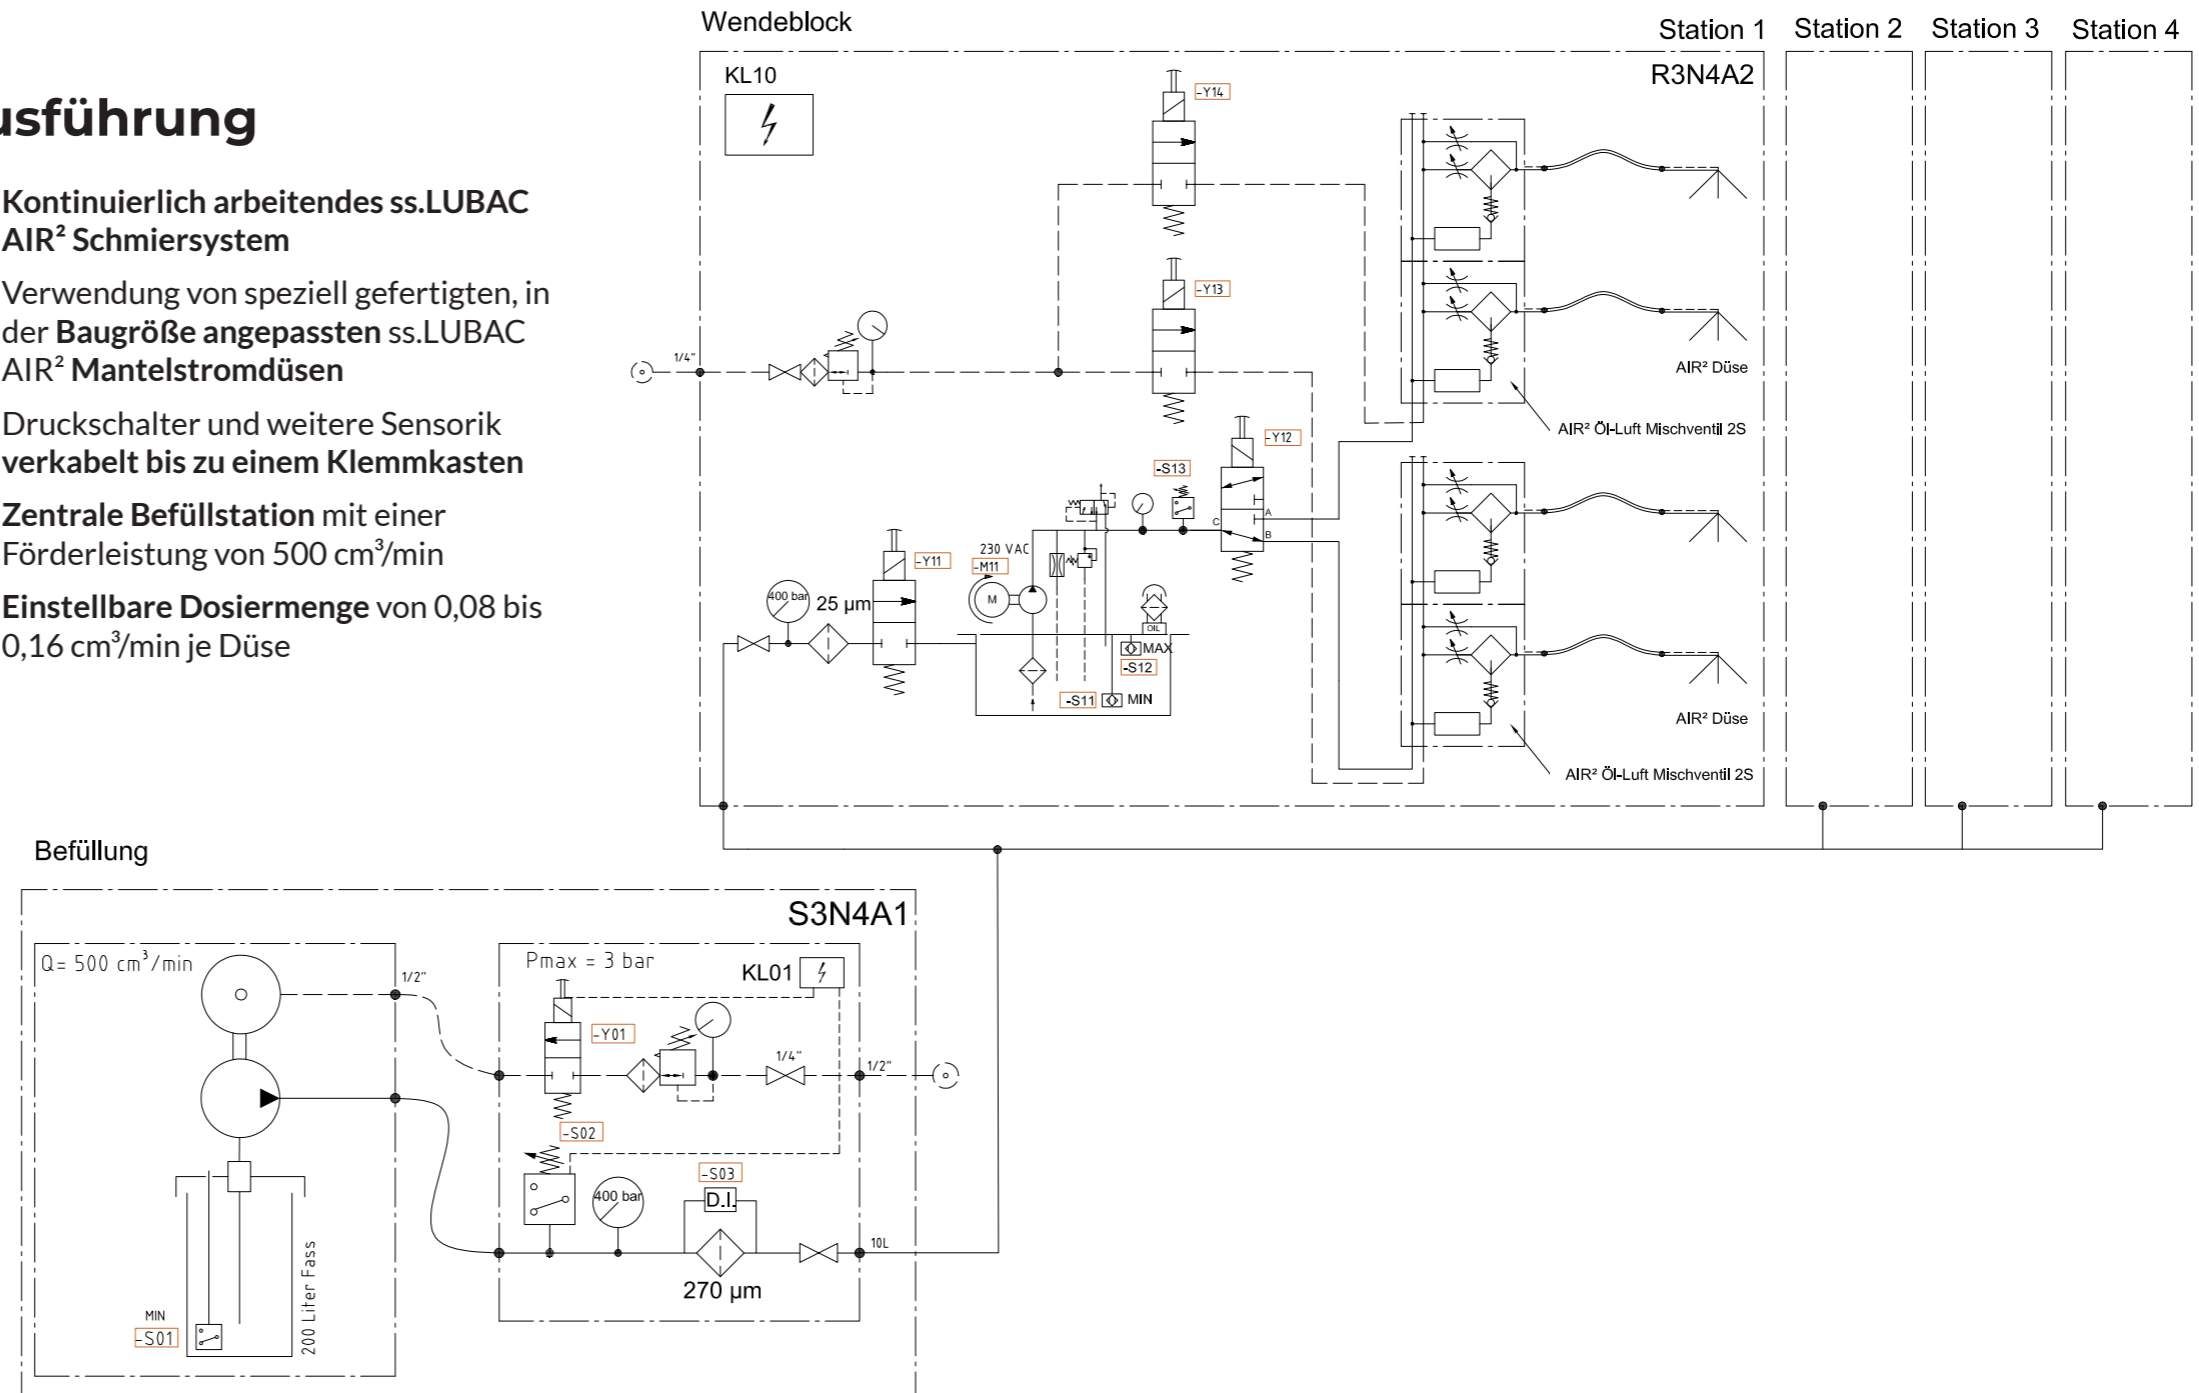 usführung
Kontinuierlich arbeitendes ss.LUBAC
AIR² Schmiersystem
Verwendung von speziell gefertigten, in
der Baugröße angepassten ss.LUBAC
AIR² Mantelstromdüsen
Druckschalter und weitere Sensorik
verkabelt bis zu einem Klemmkasten
Zentrale Befüllstation mit einer
Förderleistung von 500 cm³/min
Einstellbare Dosiermenge von 0,08 bis
0,16 cm³/min je Düse
Wendeblock
Station 1
Station 2
Station 3
Station 4
KL10
R3N4A2
-Y14
-Y13
1/4"
AIR² Düse
AIR² Öl-Luft Mischventil 2S
-Y12
-S13
A
C
B
230 VAC
-M11
M
-Y11
400 bar
25 µm
OIL
MAX
-S12
-S11
MIN
AIR² Düse
AIR² Öl-Luft Mischventil 2S
Befüllung
S3N4A1
Q= 500 cm³/min
1/2"
Pmax = 3 bar
KL01
-Y01
1/4"
1/2"
-S02
-S03
D.I.
400 bar
10L
270 µm
MIN
-S01
200 Liter Fass